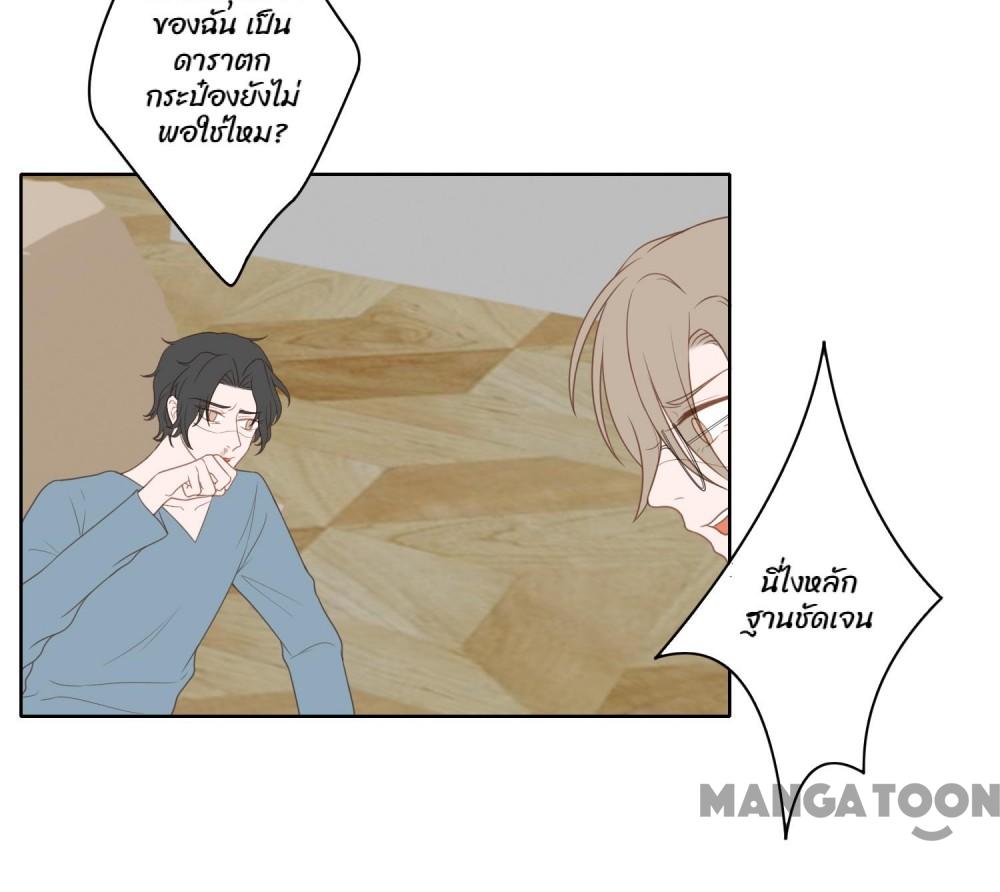 ของฉัน เป็น
ดาราตก
กระป๋องยังไม่
พอใช่ไหม?
นี่ไงหลัก
ฐานชัดเจน
MANGATOON